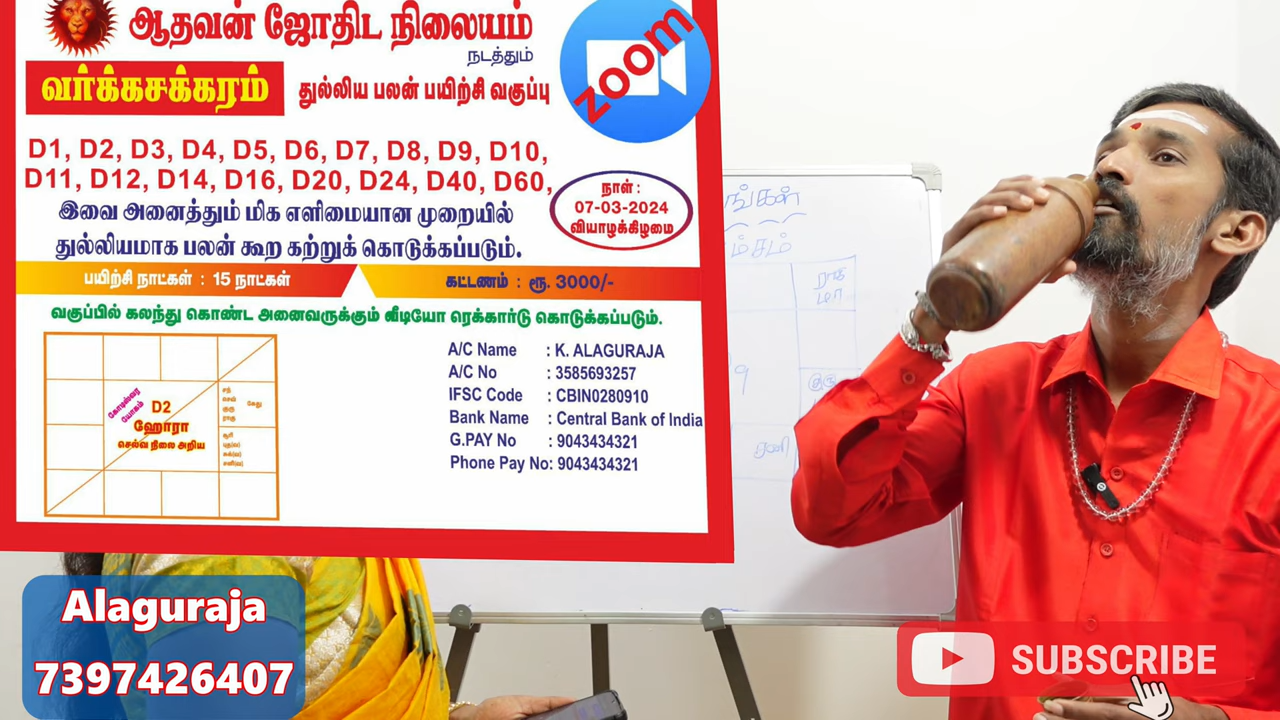 ஆதவன் ஜோதிட நிலையம்
நடத்தும்
வர்க்கசக்கரம் துல்லிய பலன் பயிற்சி வகுப்பு
zoom
D1, D2, D3, D4, D5, D6, D7, D8, D9, D10,
D11, D12, D14, D16, D20, D24, D40, D60,
இவை அனைத்தும் மிக எளிமையான முறையில்
துல்லியமாக பலன் கூற கற்றுக் கொடுக்கப்படும்.
நாள் :
07-03-2024
வியாழக்கிழமை
பயிற்சி நாட்கள் : 15 நாட்கள்
கட்டணம் : ரூ. 3000/-
வகுப்பில் கலந்து கொண்ட அனைவருக்கும் வீடியோ ரெக்கார்டு கொடுக்கப்படும்.
கோடீஸ்வர
யோகம்
D2
ஹோரா
செல்வ நிலை அறிய
கேது
A/C Name : K. ALAGURAJA
A/C No : 3585693257
IFSC Code : CBIN0280910
Bank Name : Central Bank of India
G.PAY No : 9043434321
Phone Pay No: 9043434321
Alaguraja
7397426407
SUBSCRIBE